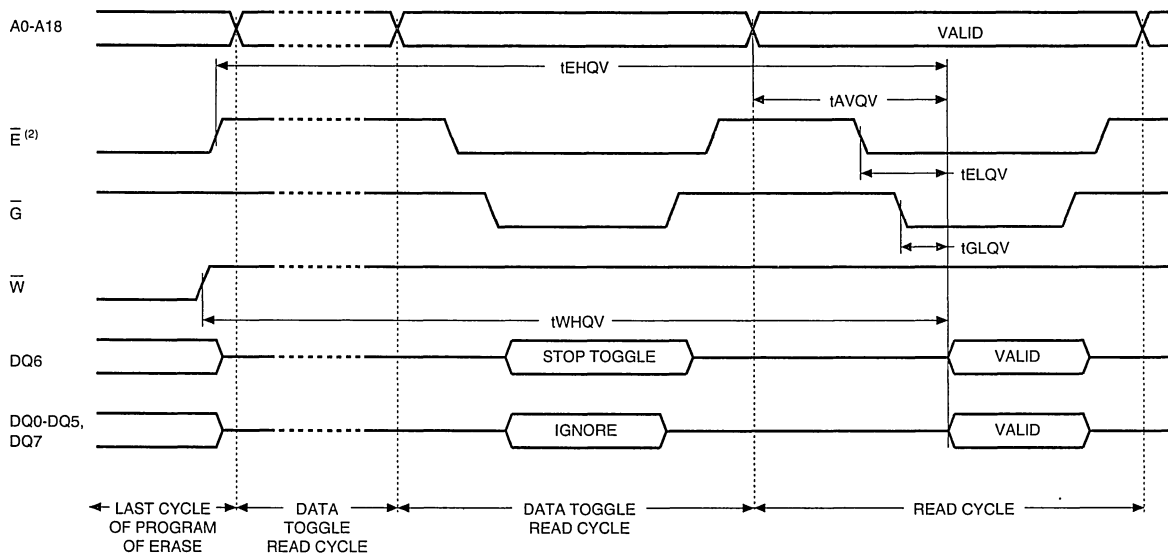 A0-A18
VALID
tEHQV
tAVQV
E (2)
tELQV
G
tGLQV
W
tWHQV
DQ6
STOP TOGGLE
VALID
DQ0-DQ5,
DQ7
IGNORE
VALID
LAST CYCLE
OF PROGRAM
OF ERASE
DATA
TOGGLE
READ CYCLE
DATA TOGGLE
READ CYCLE
READ CYCLE